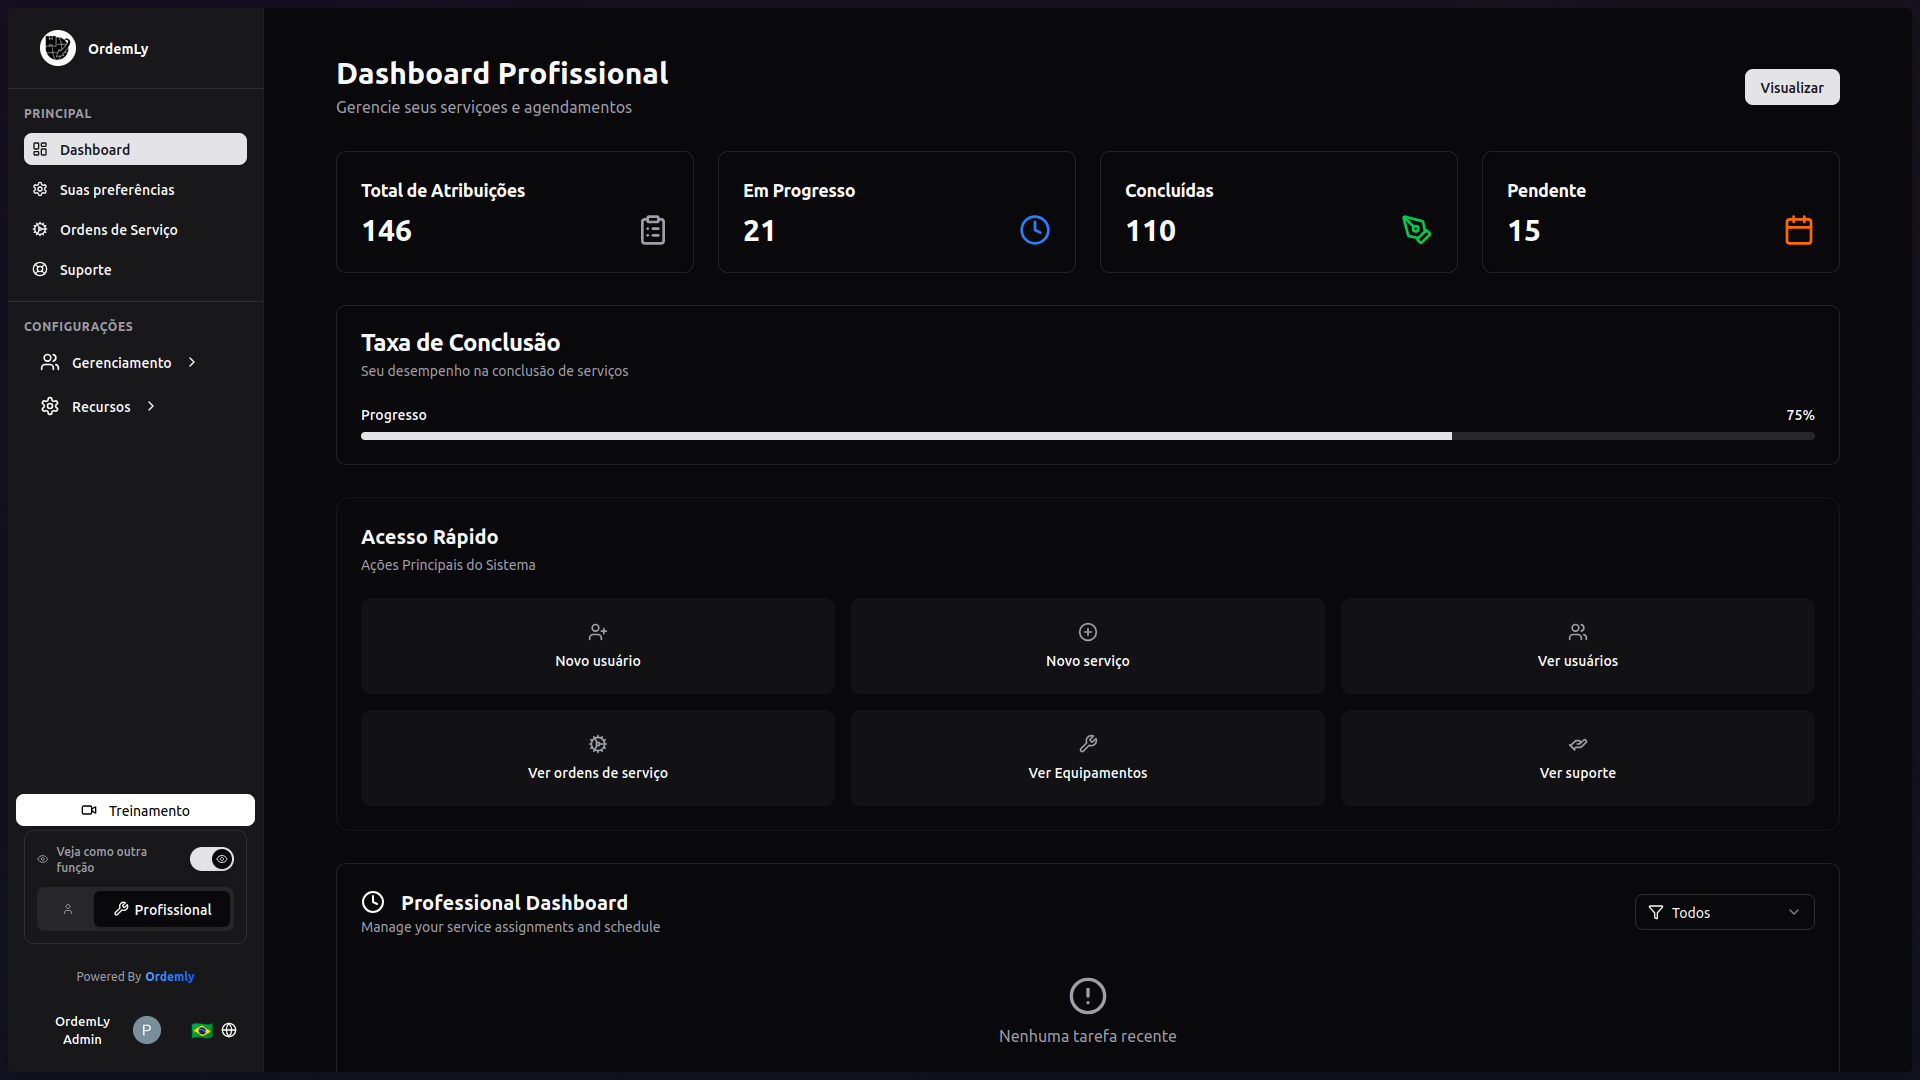 OrdemLy
PRINCIPAL
Dashboard
Suas preferências
Ordens de Serviço
Suporte
CONFIGURAÇÕES
Gerenciamento
Recursos
Treinamento
Veja como outra
função
Profissional
Powered By Ordemly
OrdemLy
Admin
P
Dashboard Profissional
Gerencie seus serviçoes e agendamentos
Visualizar
Total de Atribuições
146
Em Progresso
21
Concluídas
110
Pendente
15
Taxa de Conclusão
Seu desempenho na conclusão de serviços
Progresso
75%
Acesso Rápido
Ações Principais do Sistema
Novo usuário
Novo serviço
Ver usuários
Ver ordens de serviço
Ver Equipamentos
Ver suporte
Professional Dashboard
Manage your service assignments and schedule
Todos
Nenhuma tarefa recente